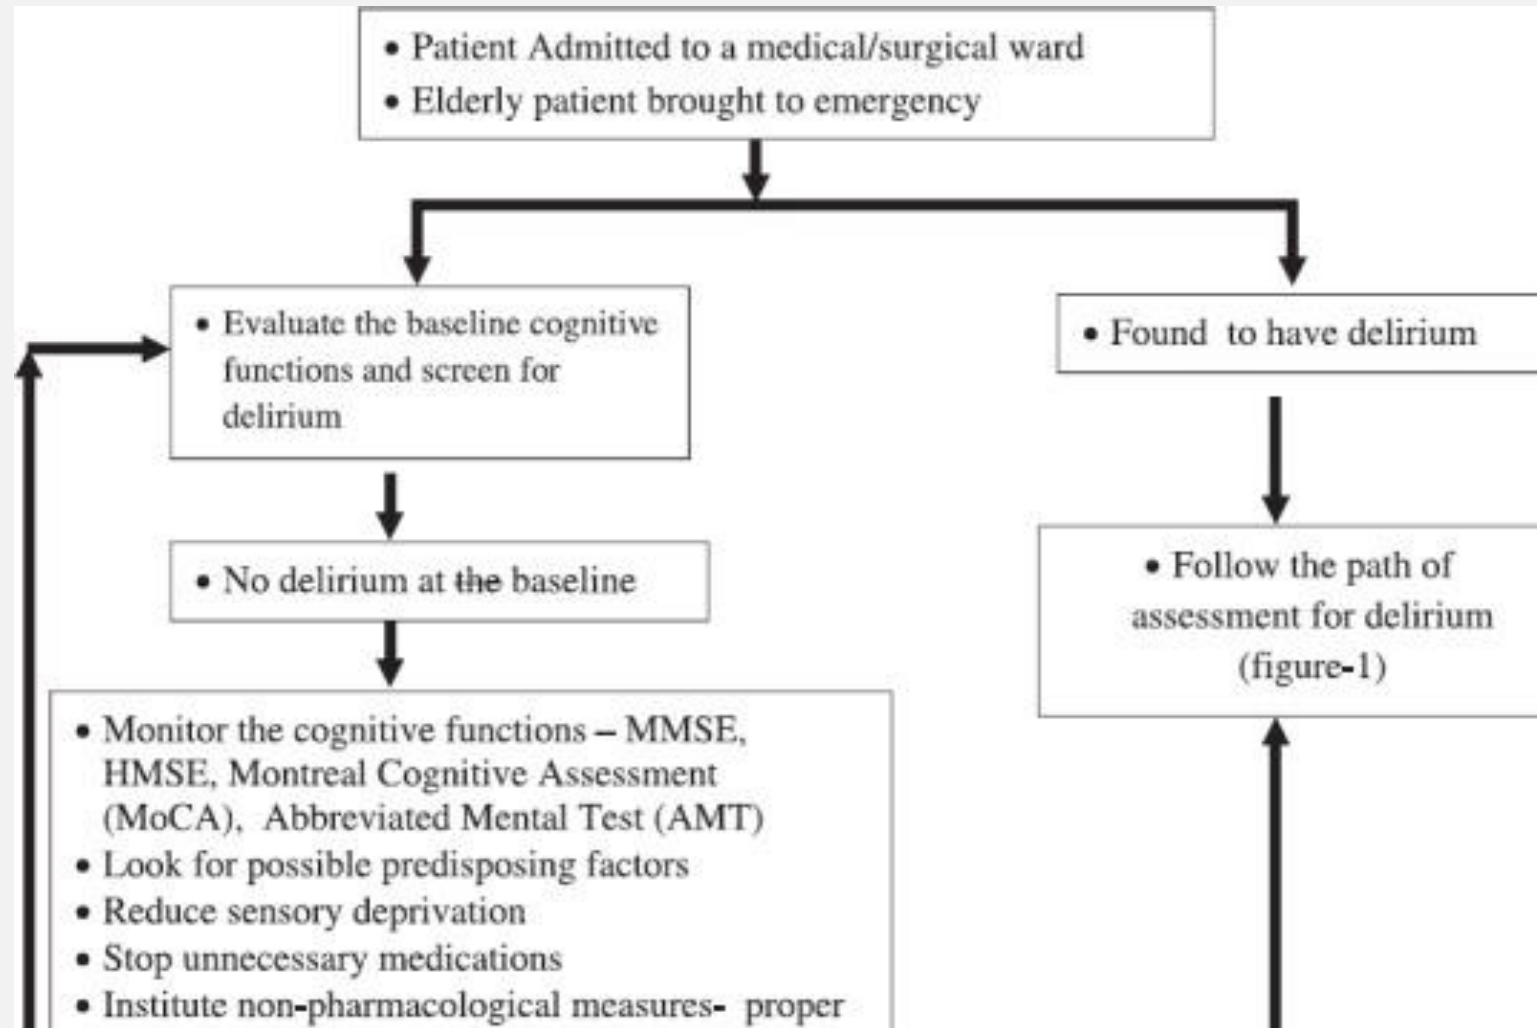 • Patient Admitted to a medical/surgical ward
• Elderly patient brought to emergency
• Evaluate the baseline cognitive
functions and screen for
delirium
• Found to have delirium
• No delirium at the baseline
• Follow the path of
assessment for delirium
(figure-1)
• Monitor the cognitive functions – MMSE,
HMSE, Montreal Cognitive Assessment
(MoCA), Abbreviated Mental Test (AMT)
• Look for possible predisposing factors
• Reduce sensory deprivation
• Stop unnecessary medications
• Institute non-pharmacological measures- proper